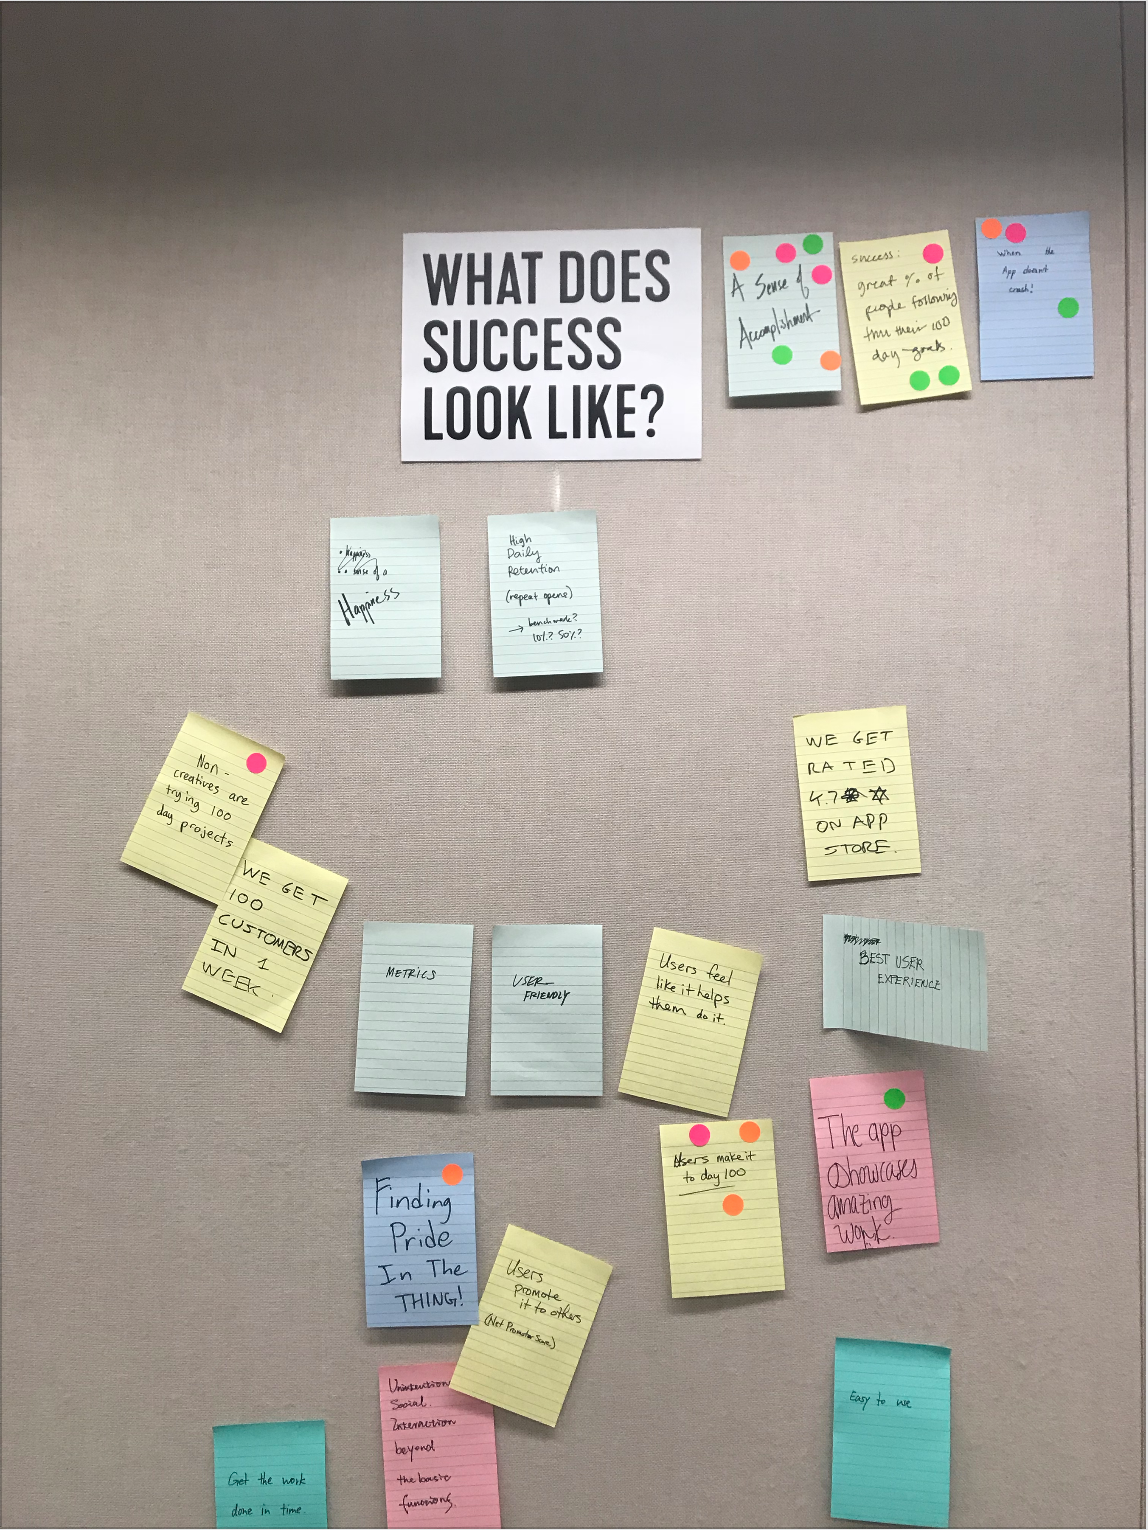 WHAT DOES
SUCCESS
LOOK LIKE?
A Sense of
Accomplishment
Success:
great % of
people following
thru their 100
day goals.
when the
App doesn't
crash!
• Happiness
• sense of a
Happiness
High
Daily
Retention
(repeat opens)
→ benchmark?
10%? 50%?
Non-
creatives are
trying 100
day projects
WE GET
RATED
4.7 ☆
ON APP
STORE.
WE GET
100
CUSTOMERS
IN 1
WEEK.
METRICS
USER
FRIENDLY
Users feel
like it helps
them do it.
BEST USER
EXPERIENCE
Users make it
to day 100
The app
showcases
amazing
work.
Finding
Pride
In The
THING!
Users
promote
it to others
(Net Promoter Score)
Social
Interaction
beyond
the basic
functions.
Easy to use
Get the work
done in time.